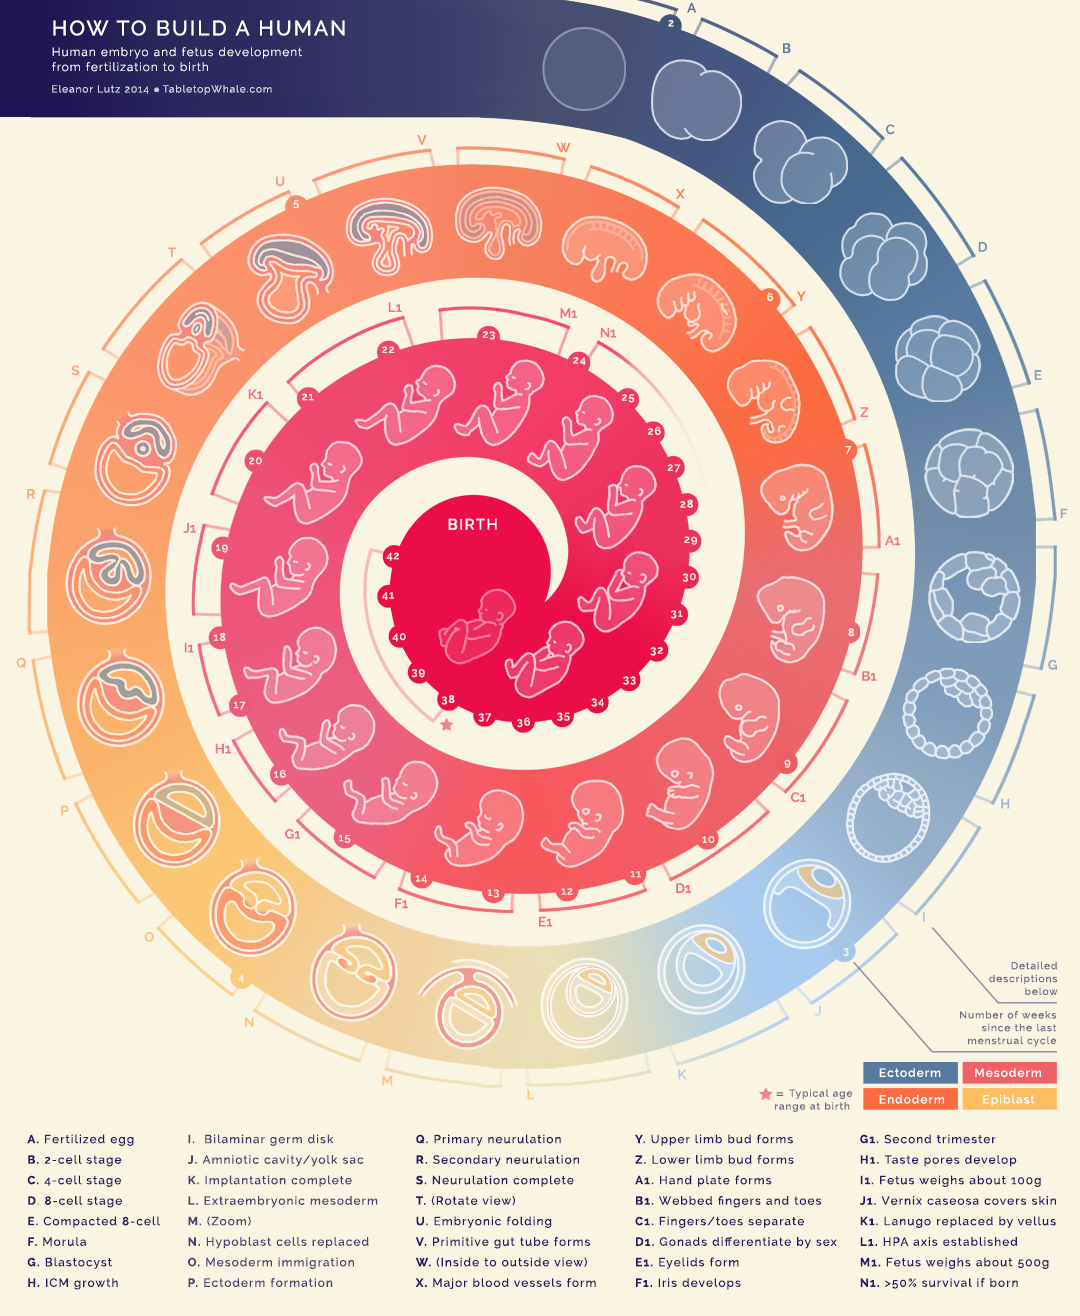 HOW TO BUILD A HUMAN
Human embryo and fetus development
from fertilization to birth
Eleanor Lutz 2014 ● TabletopWhale.com
2
A
B
C
D
E
F
G
H
I
3
J
K
L
M
N
4
O
P
Q
R
S
T
U
5
V
W
X
6
Y
Z
7
A1
8
B1
9
C1
10
D1
11
E1
12
13
F1
14
15
G1
16
H1
17
I1
18
19
J1
20
K1
21
L1
22
23
M1
24
N1
25
26
27
28
29
30
31
32
33
34
35
36
37
38
39
40
41
42
BIRTH
Detailed
descriptions
below
Number of weeks
since the last
menstrual cycle
★ = Typical age
range at birth
Ectoderm
Mesoderm
Endoderm
Epiblast
A. Fertilized egg
B. 2-cell stage
C. 4-cell stage
D. 8-cell stage
E. Compacted 8-cell
F. Morula
G. Blastocyst
H. ICM growth
I. Bilaminar germ disk
J. Amniotic cavity/yolk sac
K. Implantation complete
L. Extraembryonic mesoderm
M. (Zoom)
N. Hypoblast cells replaced
O. Mesoderm immigration
P. Ectoderm formation
Q. Primary neurulation
R. Secondary neurulation
S. Neurulation complete
T. (Rotate view)
U. Embryonic folding
V. Primitive gut tube forms
W. (Inside to outside view)
X. Major blood vessels form
Y. Upper limb bud forms
Z. Lower limb bud forms
A1. Hand plate forms
B1. Webbed fingers and toes
C1. Fingers/toes separate
D1. Gonads differentiate by sex
E1. Eyelids form
F1. Iris develops
G1. Second trimester
H1. Taste pores develop
I1. Fetus weighs about 100g
J1. Vernix caseosa covers skin
K1. Lanugo replaced by vellus
L1. HPA axis established
M1. Fetus weighs about 500g
N1. >50% survival if born